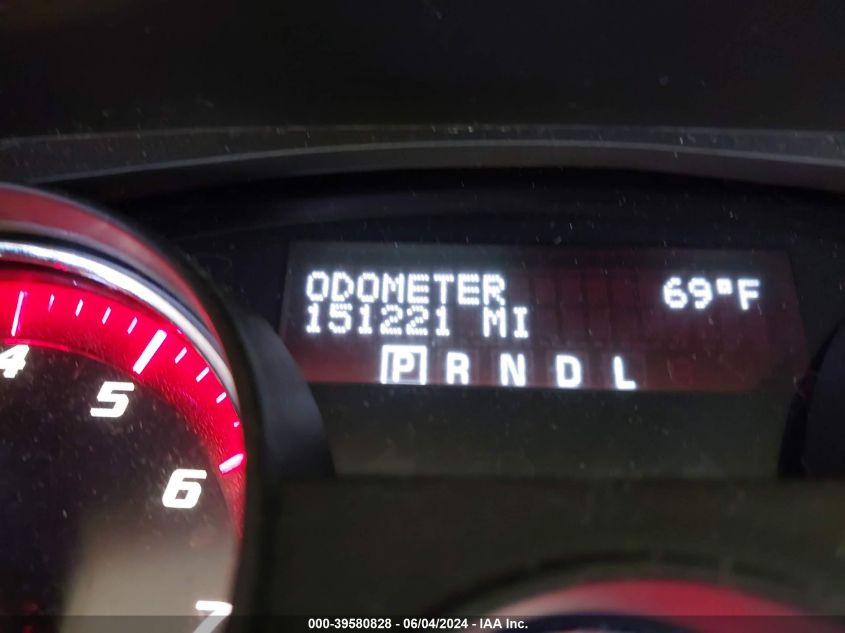 ODOMETER 69°F
151221 MI
P R N D L
4
5
6
7
000-39580828 - 06/04/2024 - IAA Inc.